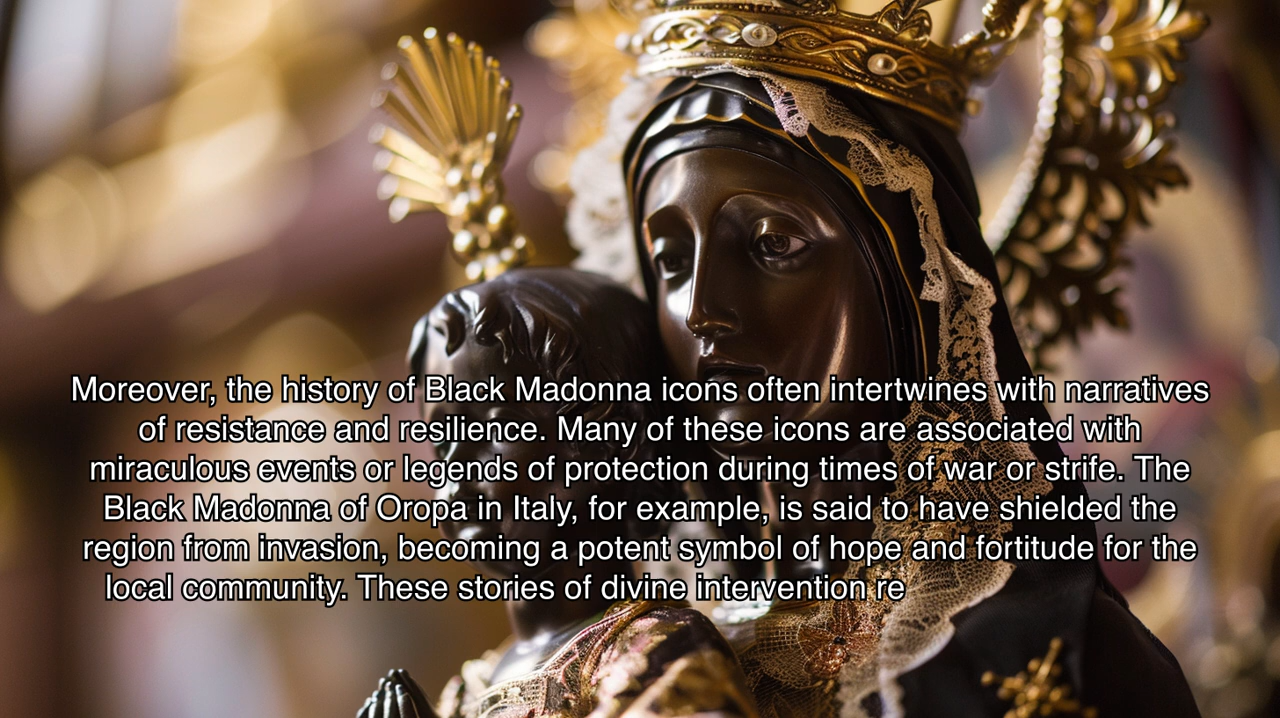 Moreover, the history of Black Madonna icons often intertwines with narratives
of resistance and resilience. Many of these icons are associated with
miraculous events or legends of protection during times of war or strife. The
Black Madonna of Oropa in Italy, for example, is said to have shielded the
region from invasion, becoming a potent symbol of hope and fortitude for the
local community. These stories of divine intervention re